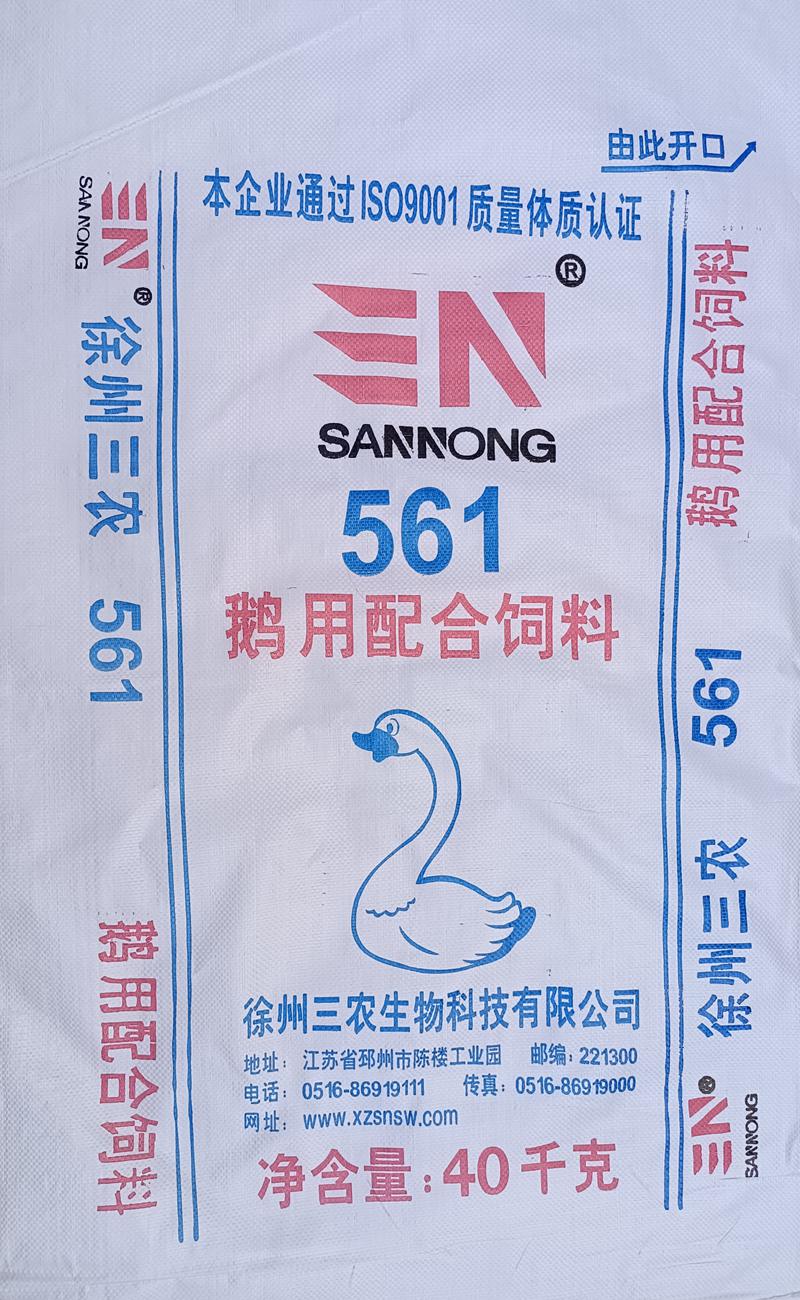 由此开口
本企业通过ISO9001质量体质认证
®
SANNONG
561
鹅用配合饲料
徐州三农生物科技有限公司
地址：江苏省邳州市陈楼工业园 邮编：221300
电话：0516-86919111 传真：0516-86919000
网址：www.xzsnsw.com
净含量：40千克
SANNONG ® 徐州三农 561 鹅用配合饲料
SANNONG ® 徐州三农 561 鹅用配合饲料